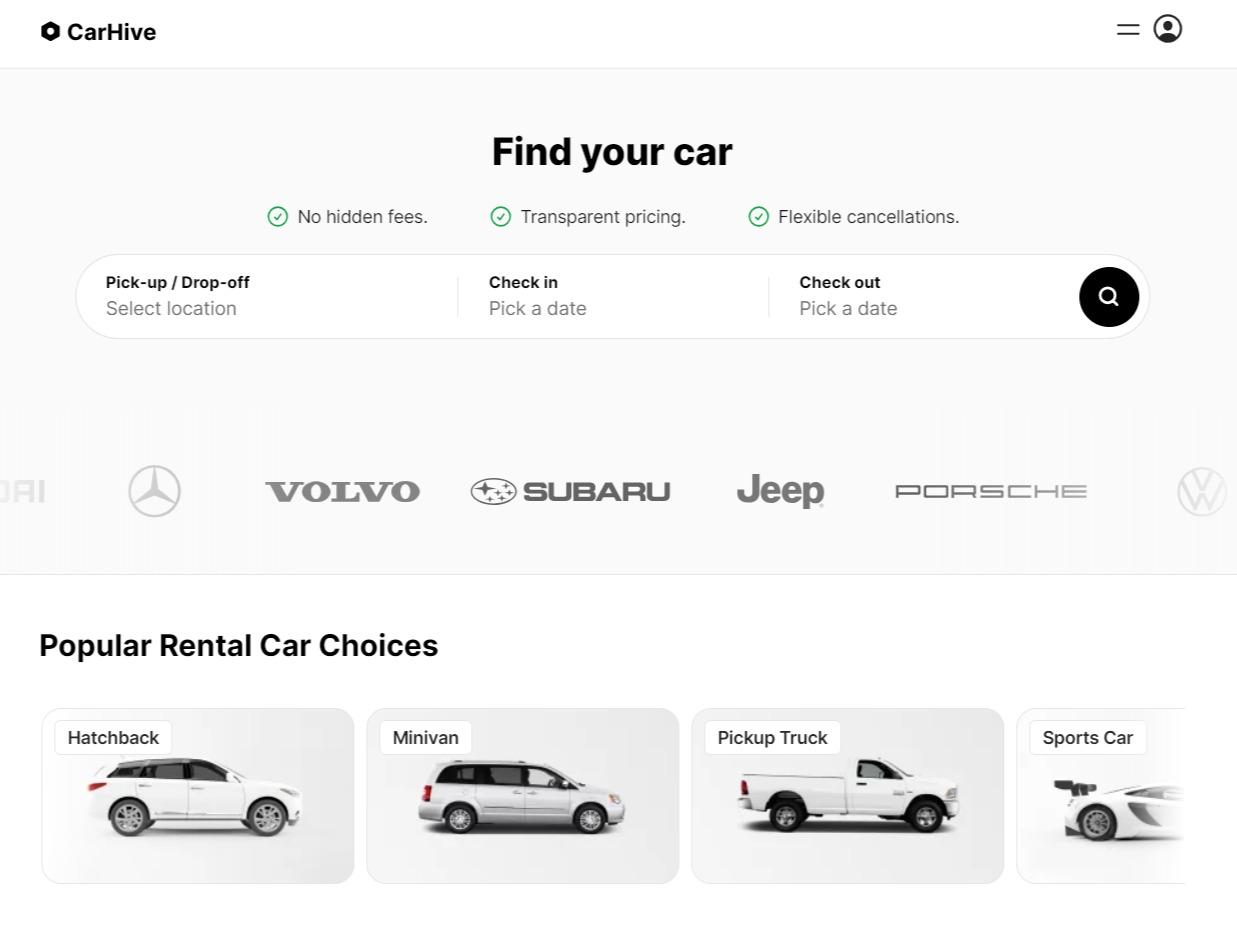 CarHive
Find your car
No hidden fees. Transparent pricing. Flexible cancellations.
Pick-up / Drop-off Check in Check out
Select location Pick a date Pick a date
VOLVO SUBARU Jeep PORSCHE
Popular Rental Car Choices
Hatchback Minivan Pickup Truck Sports Car